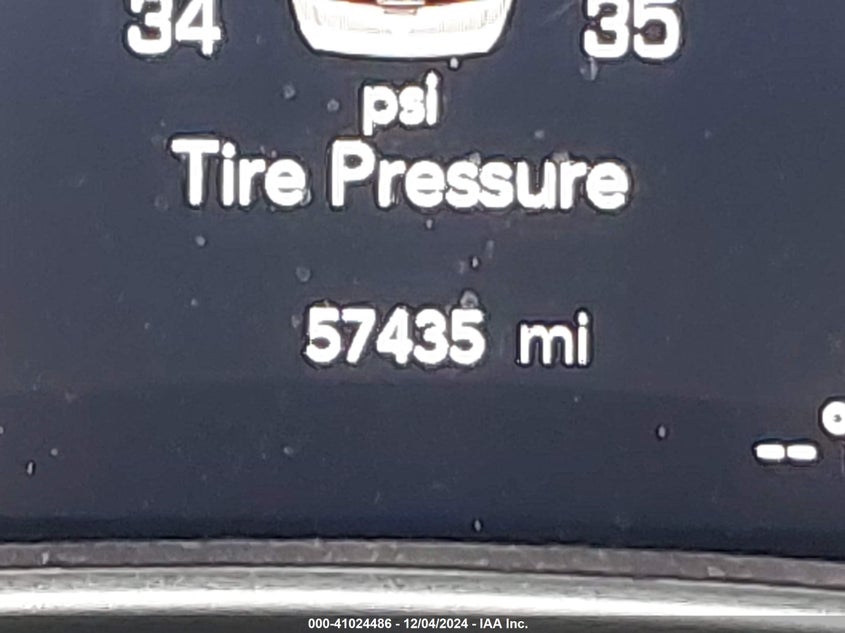 34 35
psi
Tire Pressure
57435 mi
--°
000-41024486 - 12/04/2024 - IAA Inc.